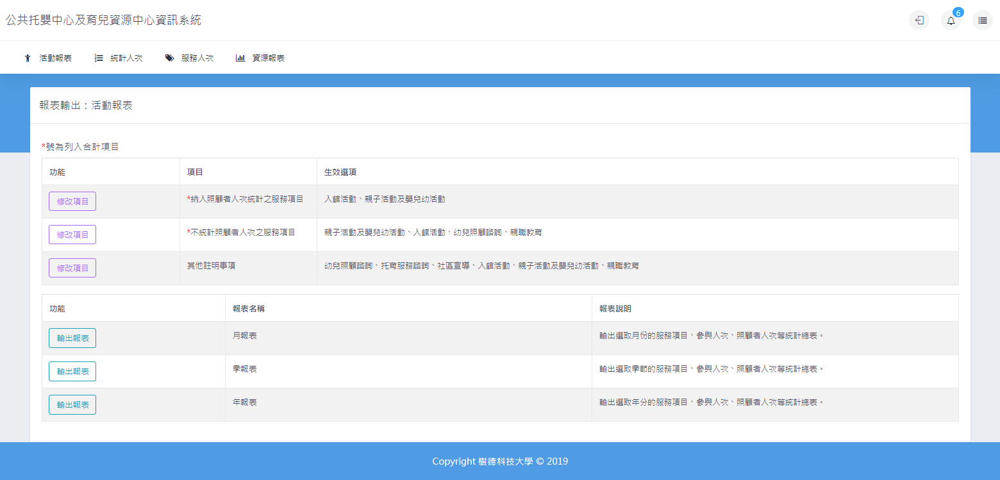 公共托嬰中心及育兒資源中心資訊系統
6
活動報表 統計人次 服務人次 資源報表
報表輸出：活動報表
*號為列入合計項目
功能 項目 生效選項
修改項目 *納入照顧者人次統計之服務項目 入館活動、親子活動及嬰兒幼活動
修改項目 *不統計照顧者人次之服務項目 親子活動及嬰兒幼活動、入館活動、幼兒照顧諮詢、親職教育
修改項目 其他註明事項 幼兒照顧諮詢、托育服務諮詢、社區宣導、入館活動、親子活動及嬰兒幼活動、親職教育
功能 報表名稱 報表說明
輸出報表 月報表 輸出選取月份的服務項目、參與人次、照顧者人次等統計總表。
輸出報表 季報表 輸出選取季節的服務項目、參與人次、照顧者人次等統計總表。
輸出報表 年報表 輸出選取年分的服務項目、參與人次、照顧者人次等統計總表。
Copyright 樹德科技大學 © 2019